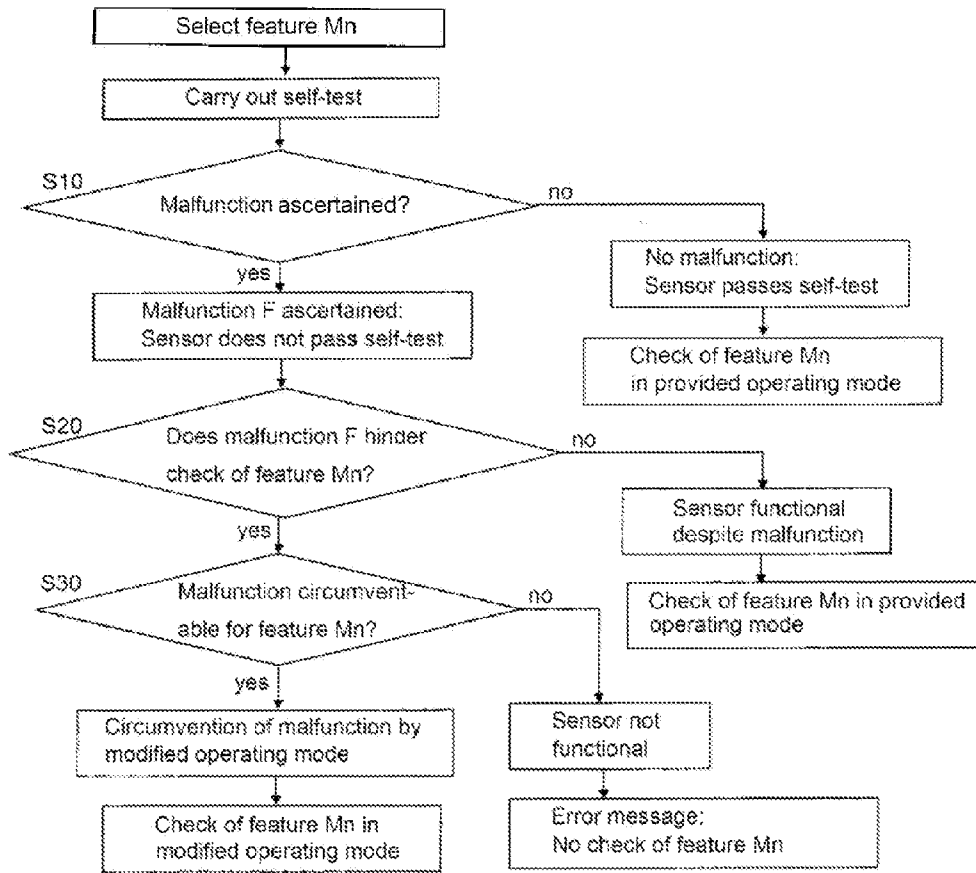 Select feature Mn
Carry out self-test
S10
Malfunction ascertained?
no
yes
No malfunction:
Sensor passes self-test
Malfunction F ascertained:
Sensor does not pass self-test
Check of feature Mn
in provided operating mode
S20
Does malfunction F hinder
check of feature Mn?
no
yes
Sensor functional
despite malfunction
S30
Malfunction circumvent-
able for feature Mn?
no
Check of feature Mn in provided
operating mode
yes
Circumvention of malfunction by
modified operating mode
Sensor not
functional
Check of feature Mn in
modified operating mode
Error message:
No check of feature Mn